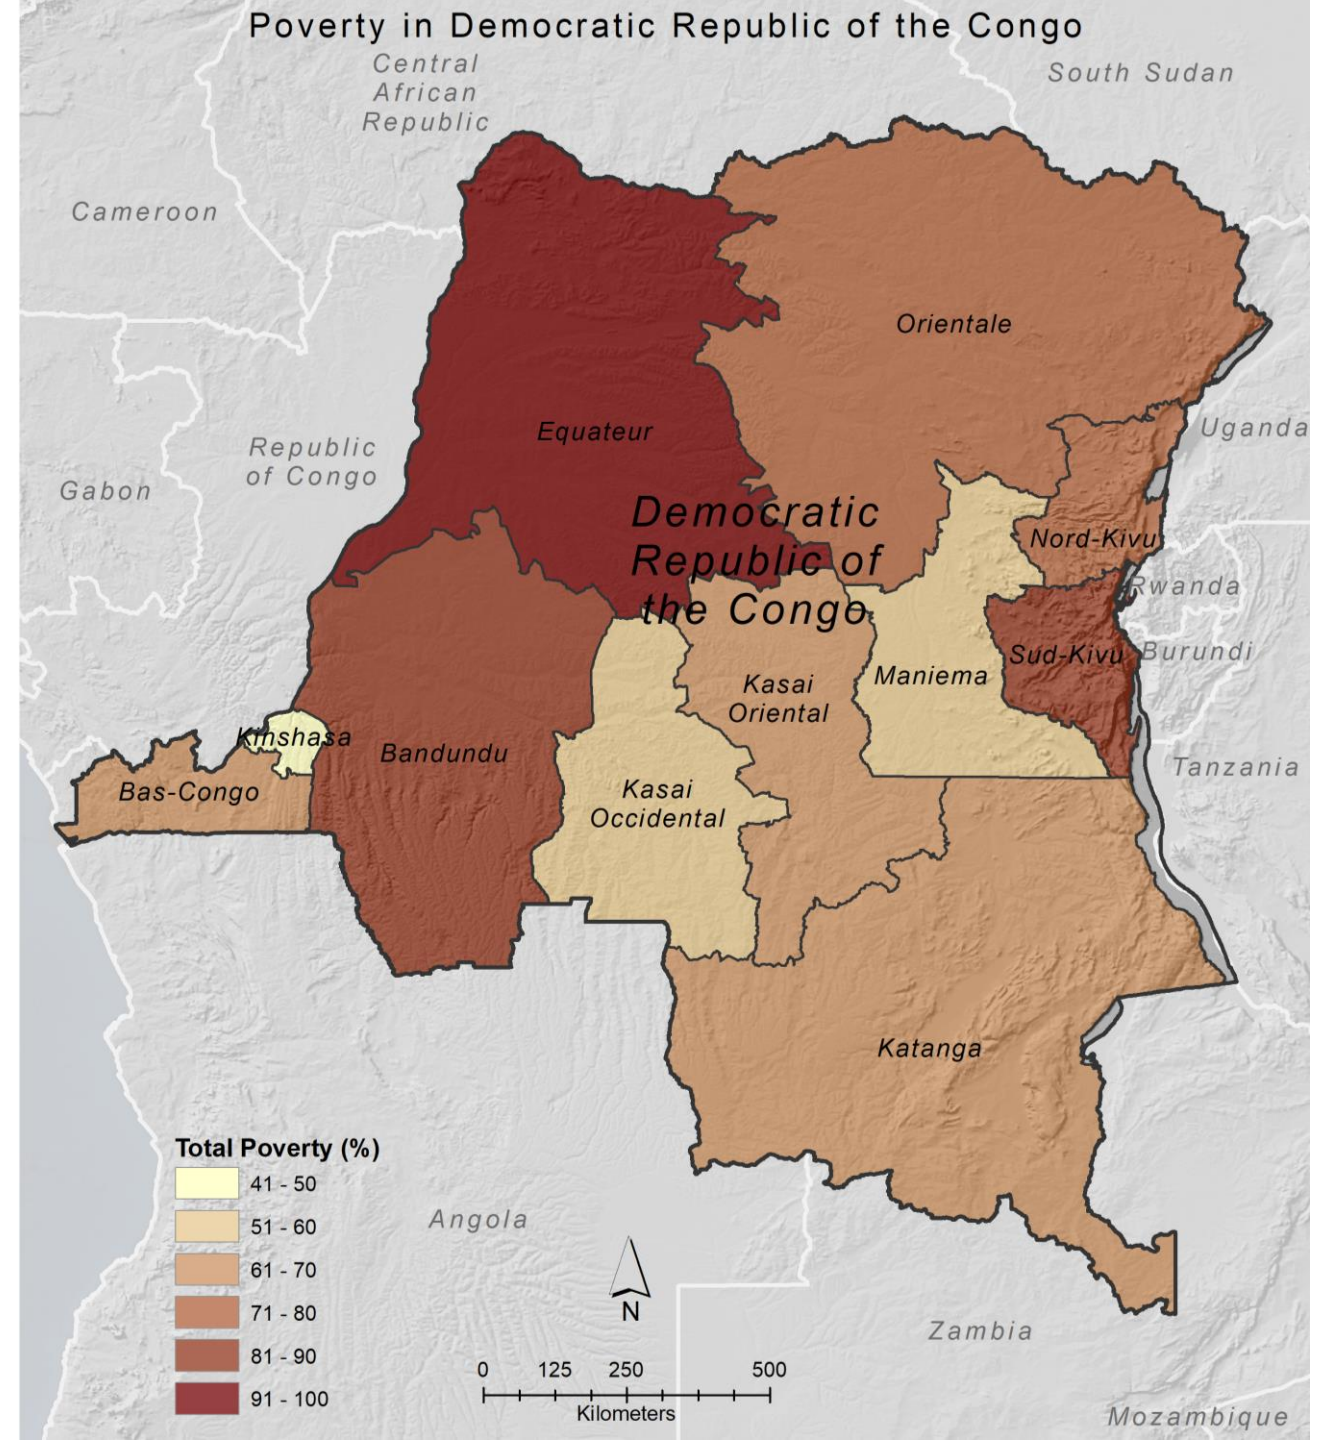 Poverty in Democratic Republic of the Congo
Central
African
Republic
South Sudan
Cameroon
Orientale
Equateur
Republic
of Congo
Uganda
Gabon
Democratic
Republic of
the Congo
Nord-Kivu
Rwanda
Sud-Kivu
Burundi
Maniema
Kasai
Oriental
Kinshasa
Bandundu
Tanzania
Bas-Congo
Kasai
Occidental
Katanga
Total Poverty (%)
41 - 50
51 - 60
61 - 70
71 - 80
81 - 90
91 - 100
Angola
N
Zambia
0 125 250 500
Kilometers
Mozambique